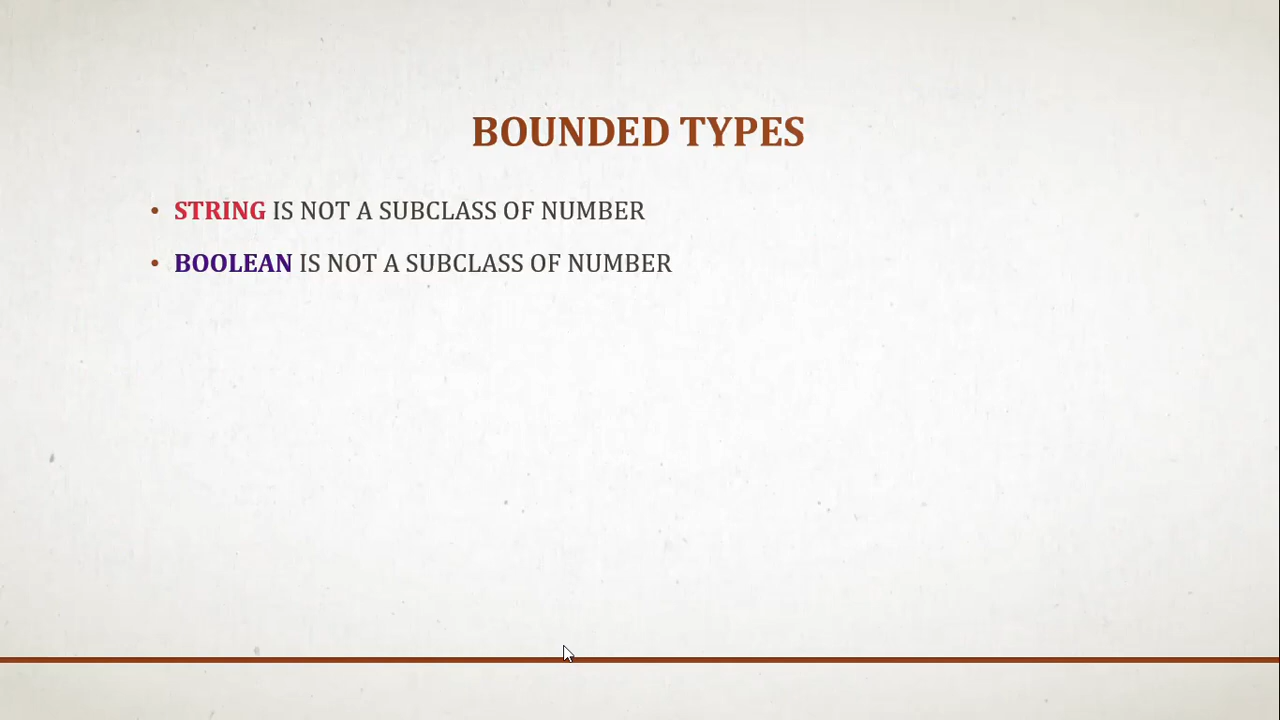 BOUNDED TYPES
• STRING IS NOT A SUBCLASS OF NUMBER
• BOOLEAN IS NOT A SUBCLASS OF NUMBER